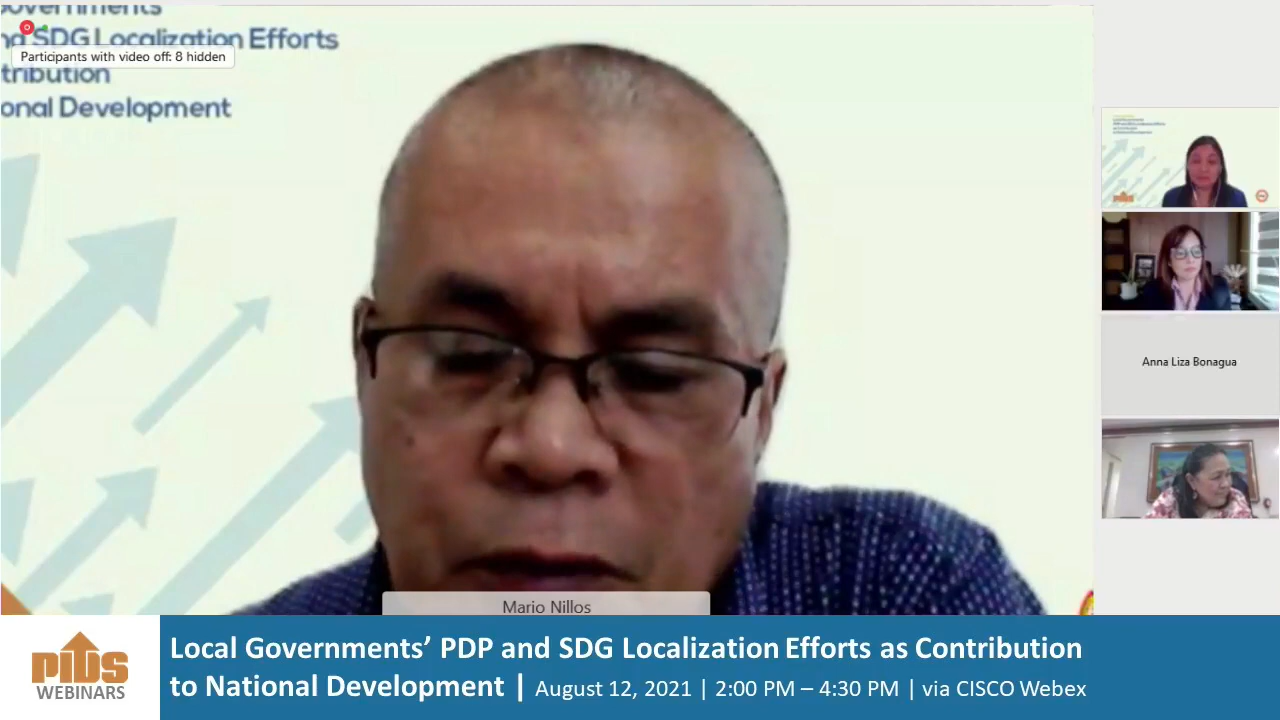 nd SDG Localization Efforts
Participants with video off: 8 hidden
tribution
onal Development
Anna Liza Bonagua
Mario Nillos
PIDS
WEBINARS
Local Governments' PDP and SDG Localization Efforts as Contribution
to National Development | August 12, 2021 | 2:00 PM – 4:30 PM | via CISCO Webex